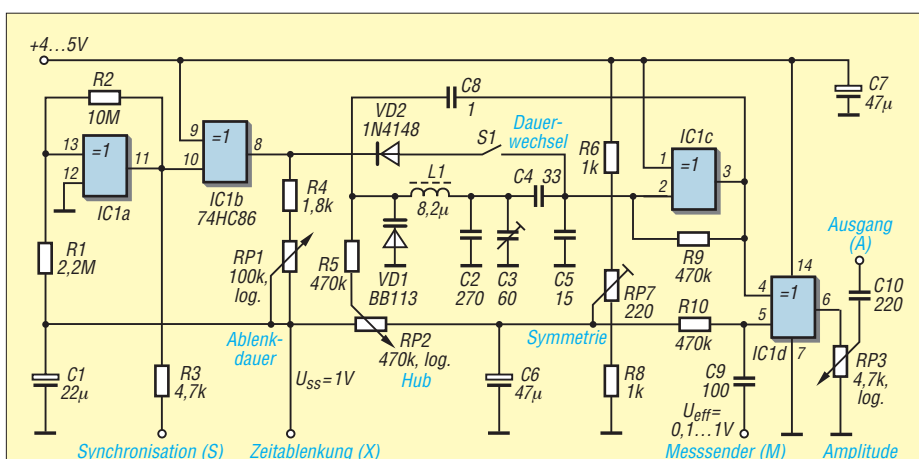 +4...5V
R2
10M
13
12
=1
11
IC1a
9
10
=1
8
IC1b
74HC86
VD2
1N4148
C8
1
S1
Dauer-
wechsel
R6
1k
1
2
=1
3
IC1c
C7
47µ
R1
2,2M
R4
1,8k
RP1
100k,
log.
R5
470k
L1
8,2µ
VD1
BB113
C2
270
C3
60
C4
33
C5
15
R9
470k
RP7
220
R10
470k
Ausgang
(A)
14
4
5
=1
6
7
IC1d
C10
220
Ablenk-
dauer
RP2
470k, log.
Hub
Symmetrie
C1
22µ
R3
4,7k
Uss=1V
C6
47µ
R8
1k
C9
100
Ueff=
0,1...1V
RP3
4,7k,
log.
Synchronisation (S)
Zeitablenkung (X)
Messsender (M)
Amplitude